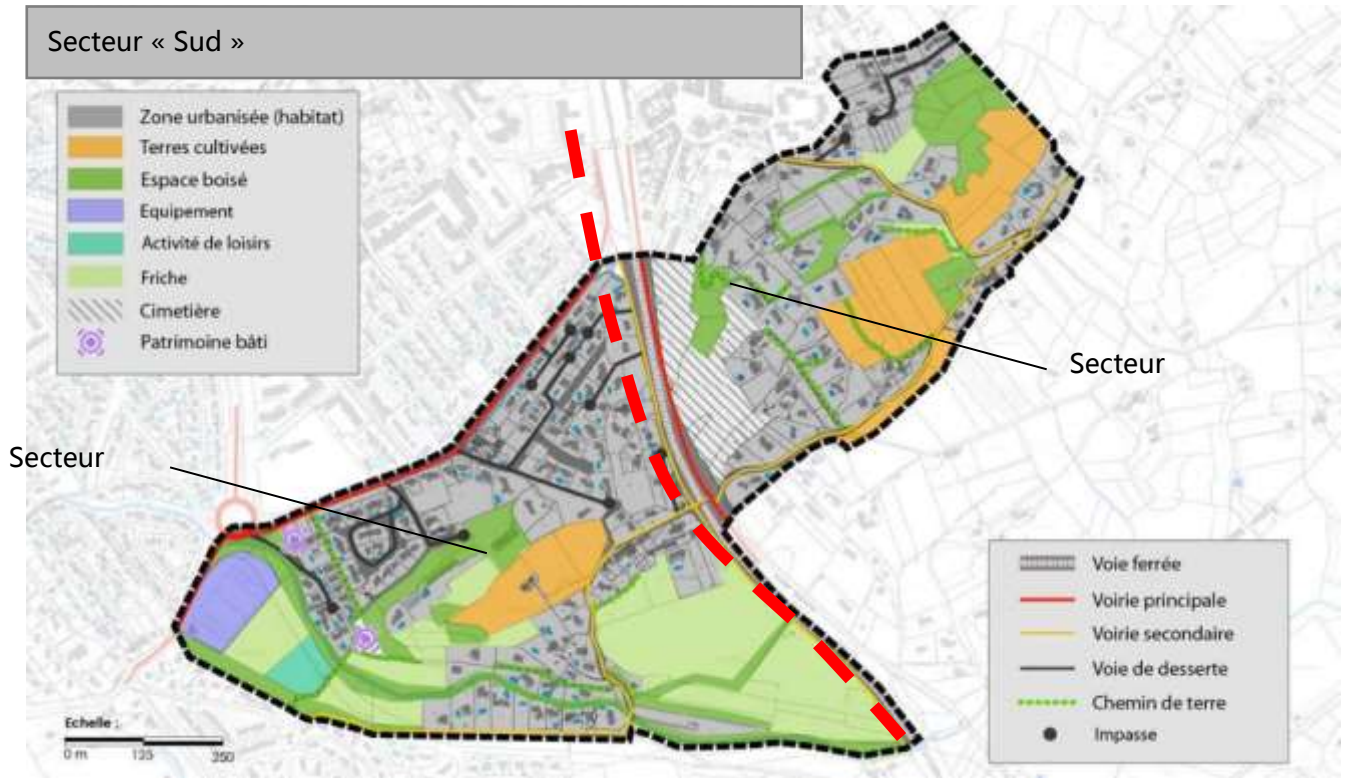 Secteur « Sud »
Zone urbanisée (habitat)
Terres cultivées
Espace boisé
Equipement
Activité de loisirs
Friche
Cimetière
Patrimoine bâti
Secteur
Secteur
Voie ferrée
Voirie principale
Voirie secondaire
Voie de desserte
Chemin de terre
Impasse
Echelle :
0 m 125 250